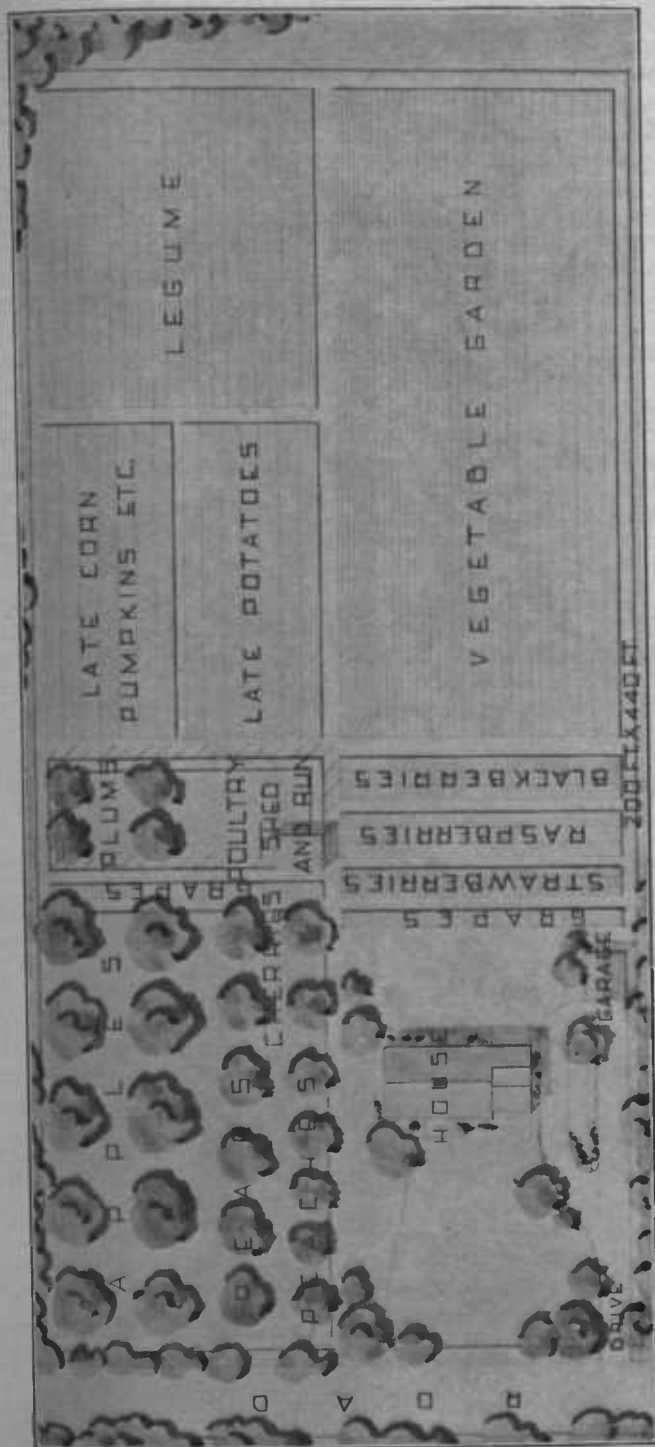 LEGUME
VEGETABLE GARDEN
LATE CORN
PUMPKINS ETC.
LATE POTATOES
PLUMS
POULTRY
SHED
AND RUN
BLACKBERRIES
RASPBERRIES
STRAWBERRIES
GRAPES
GRAPES
CHERRIES
APPLES
PEARS
PEACHES
HOUSE
GARAGE
DRIVE
ROAD
200 FT. X 440 FT